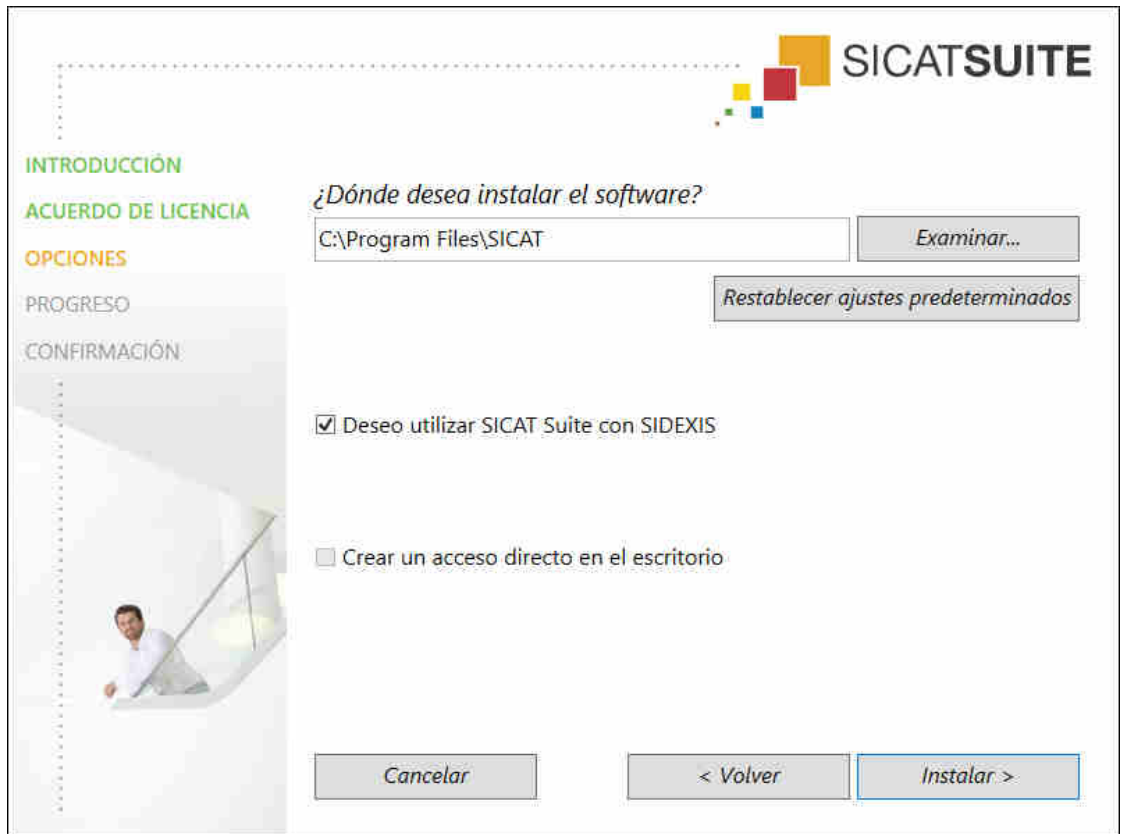 SICATSUITE
INTRODUCCIÓN
ACUERDO DE LICENCIA
OPCIONES
PROGRESO
CONFIRMACIÓN
¿Dónde desea instalar el software?
C:\Program Files\SICAT
Examinar...
Restablecer ajustes predeterminados
Deseo utilizar SICAT Suite con SIDEXIS
Crear un acceso directo en el escritorio
Cancelar
< Volver
Instalar >